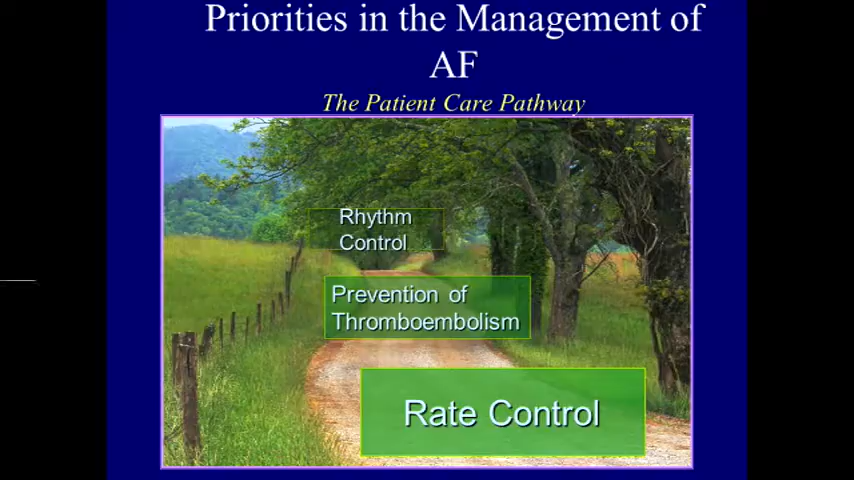 Priorities in the Management of
AF
The Patient Care Pathway
Rhythm
Control
Prevention of
Thromboembolism
Rate Control